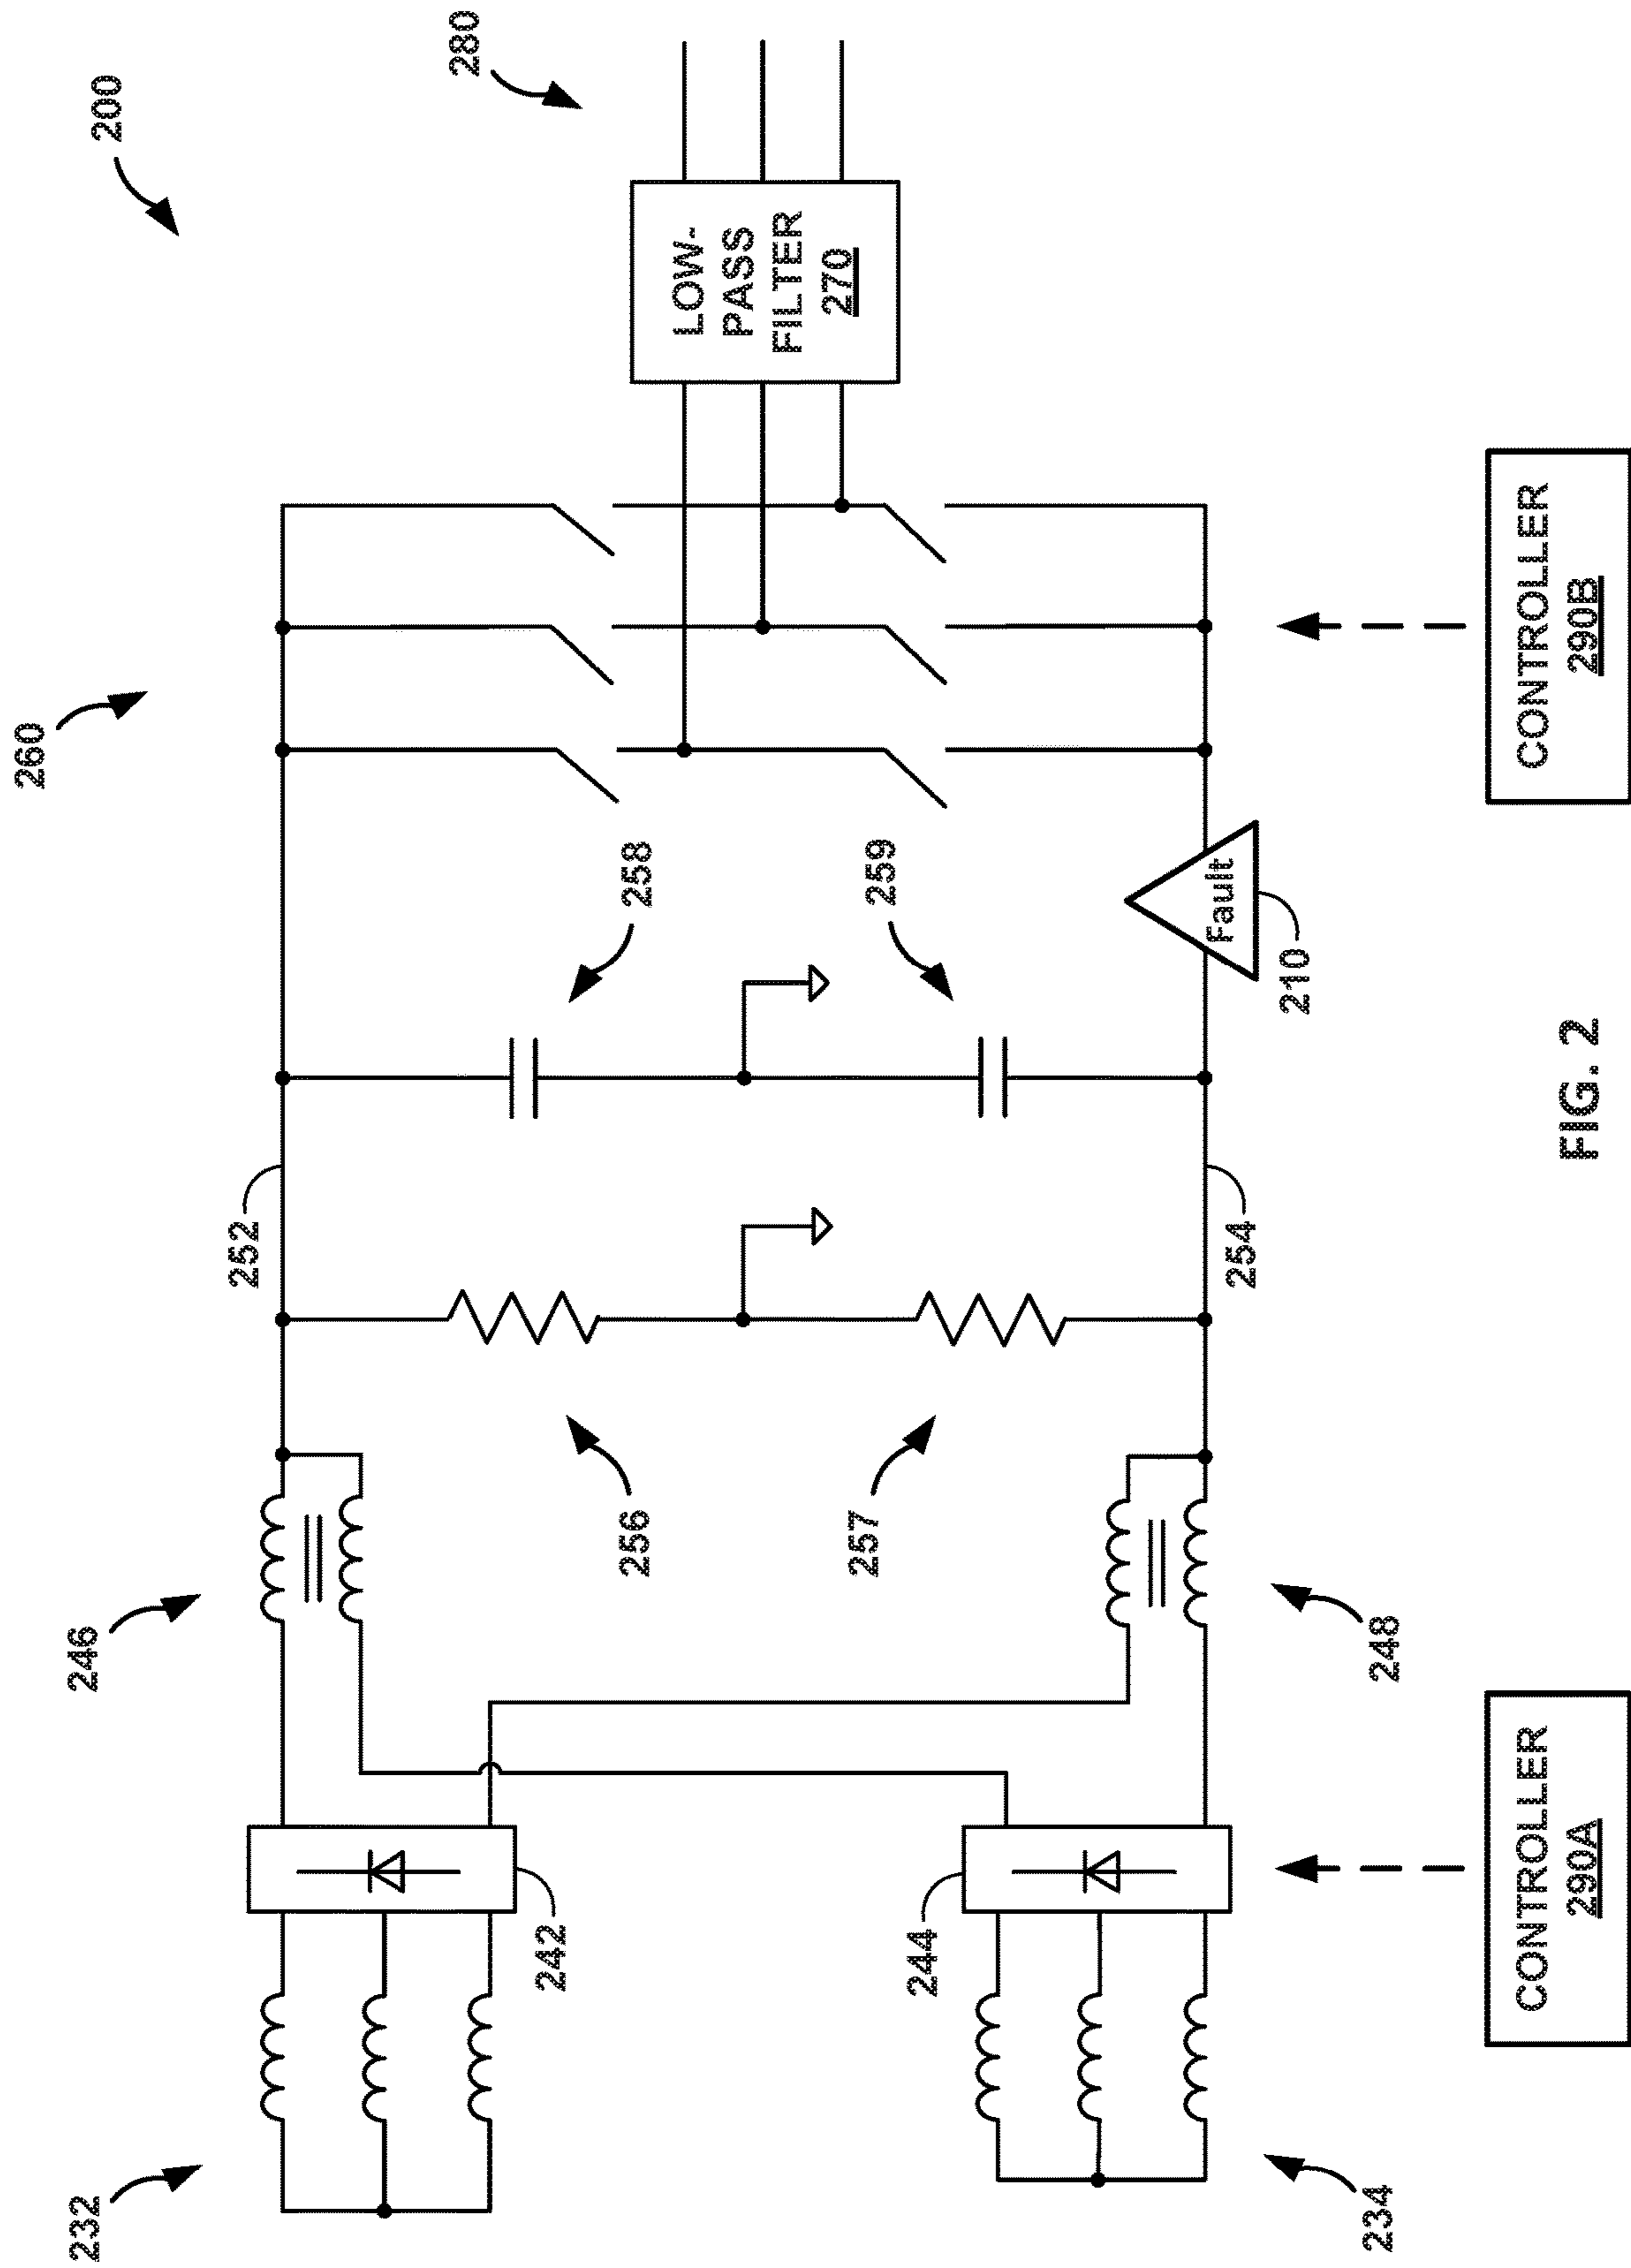 200
260
280
LOW-
PASS
FILTER
270
252
246
232
258
256
242
259
257
244
Fault
210
254
248
234
CONTROLLER
290A
CONTROLLER
290B
FIG. 2